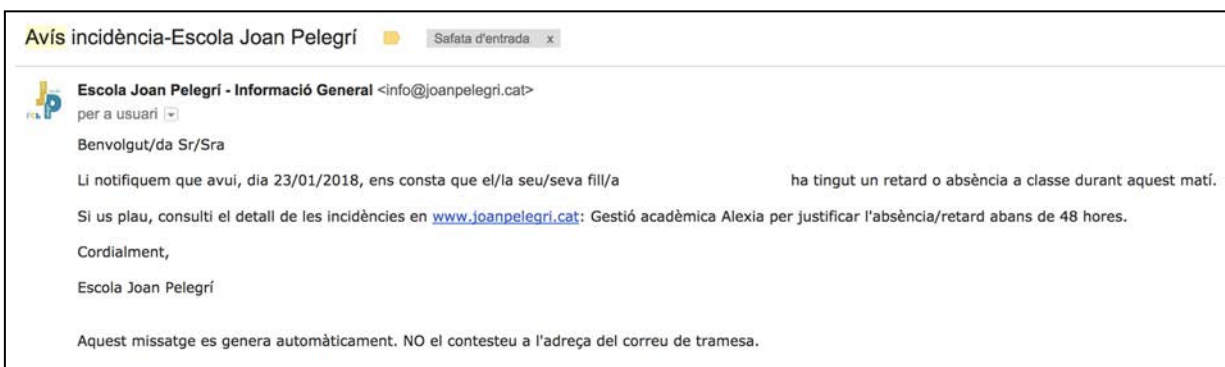 Avís incidència-Escola Joan Pelegrí Safata d'entrada x
Escola Joan Pelegrí - Informació General <info@joanpelegri.cat>
per a usuari
Benvolgut/da Sr/Sra
Li notifiquem que avui, dia 23/01/2018, ens consta que el/la seu/seva fill/a ha tingut un retard o absència a classe durant aquest matí.
Si us plau, consulti el detall de les incidències en www.joanpelegri.cat: Gestió acadèmica Alexia per justificar l'absència/retard abans de 48 hores.
Cordialment,
Escola Joan Pelegrí
Aquest missatge es genera automàticament. NO el contesteu a l'adreça del correu de tramesa.